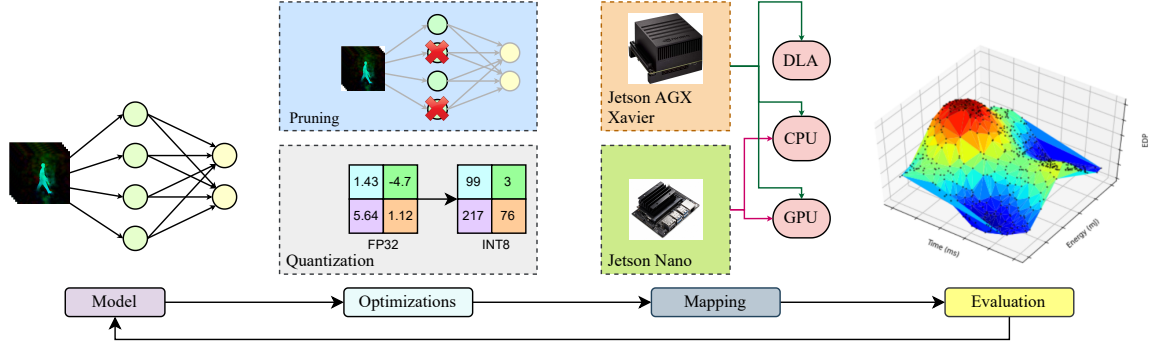 Pruning
1.43 -4.7
5.64 1.12
FP32
99 3
217 76
INT8
Quantization
Jetson AGX
Xavier
Jetson Nano
DLA
CPU
GPU
EDP
Time (ms)
Energy (mJ)
Model
Optimizations
Mapping
Evaluation